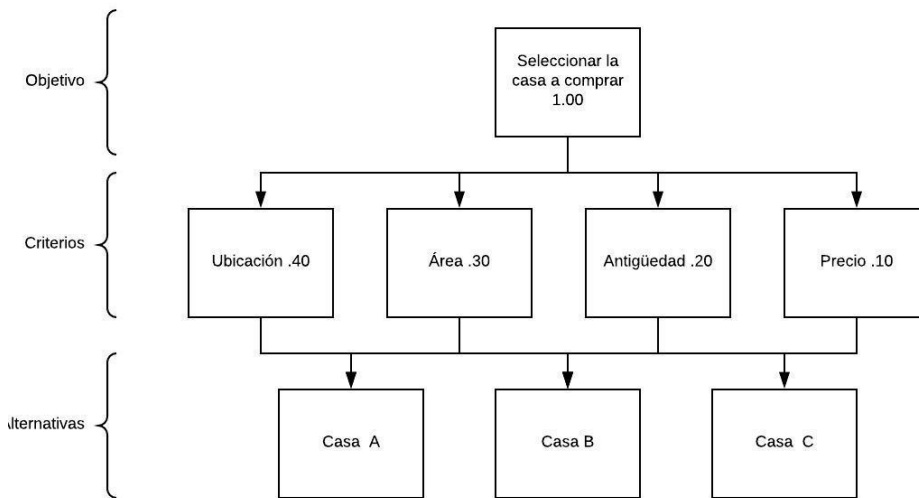 Objetivo
Seleccionar la
casa a comprar
1.00
Criterios
Ubicación .40
Área .30
Antigüedad .20
Precio .10
lternativas
Casa A
Casa B
Casa C